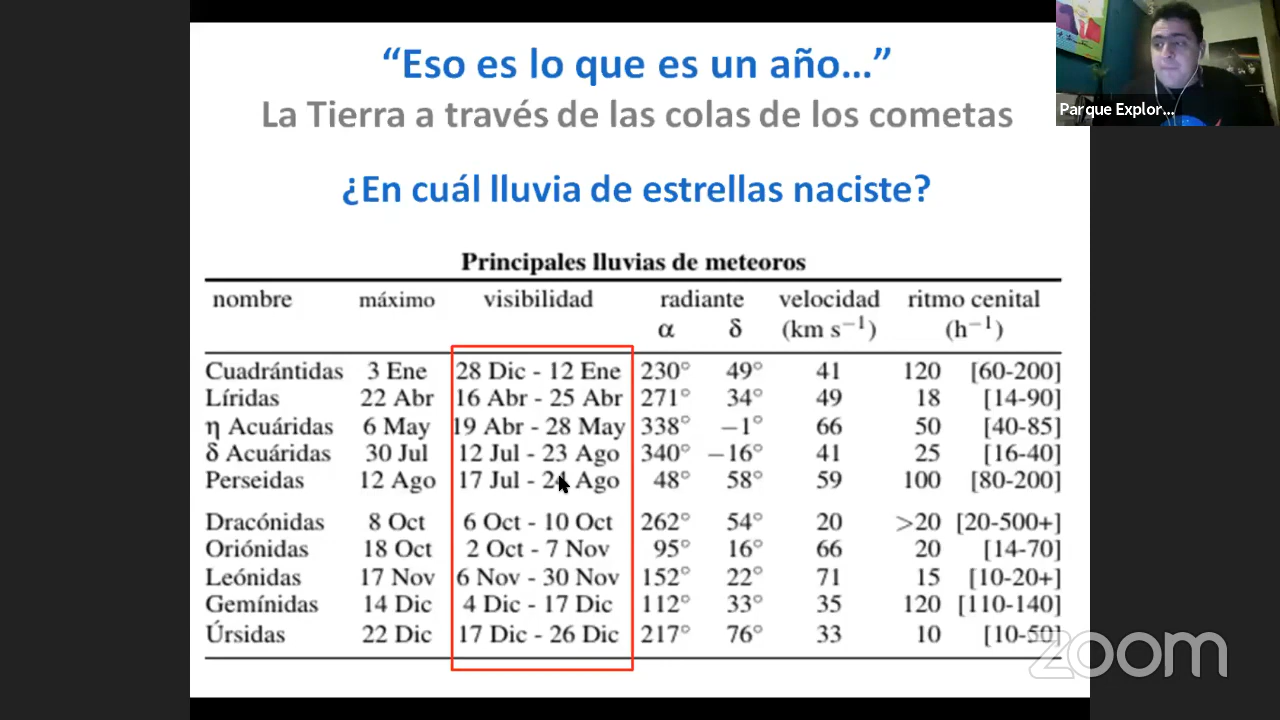 “Eso es lo que es un año...”
La Tierra a través de las colas de los cometas
Parque Explor...
¿En cuál lluvia de estrellas naciste?
Principales lluvias de meteoros
nombre máximo visibilidad radiante velocidad ritmo cenital
α δ (km s⁻¹) (h⁻¹)
Cuadrántidas 3 Ene 28 Dic - 12 Ene 230° 49° 41 120 [60-200]
Líridas 22 Abr 16 Abr - 25 Abr 271° 34° 49 18 [14-90]
η Acuáridas 6 May 19 Abr - 28 May 338° −1° 66 50 [40-85]
δ Acuáridas 30 Jul 12 Jul - 23 Ago 340° −16° 41 25 [16-40]
Perseidas 12 Ago 17 Jul - 24 Ago 48° 58° 59 100 [80-200]
Dracónidas 8 Oct 6 Oct - 10 Oct 262° 54° 20 >20 [20-500+]
Oriónidas 18 Oct 2 Oct - 7 Nov 95° 16° 66 20 [14-70]
Leónidas 17 Nov 6 Nov - 30 Nov 152° 22° 71 15 [10-20+]
Gemínidas 14 Dic 4 Dic - 17 Dic 112° 33° 35 120 [110-140]
Úrsidas 22 Dic 17 Dic - 26 Dic 217° 76° 33 10 [10-50]
zoom